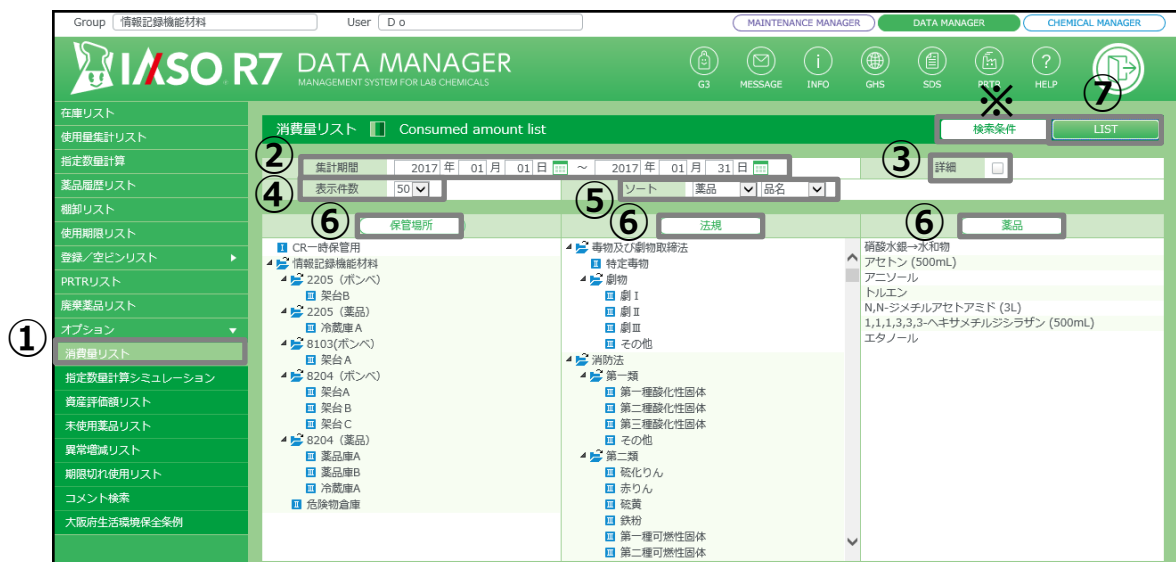 Group 情報記録機能材料 User D o MAINTENANCE MANAGER DATA MANAGER CHEMICAL MANAGER
IASO R7 DATA MANAGER
MANAGEMENT SYSTEM FOR LAB CHEMICALS
G3 MESSAGE INFO GHS SDS PRTR HELP
⑦
※
在庫リスト
使用量集計リスト
指定数量計算
薬品履歴リスト
棚卸リスト
使用期限リスト
登録／空ビンリスト
PRTRリスト
廃棄薬品リスト
オプション
①
消費量リスト
指定数量計算シミュレーション
資産評価額リスト
未使用薬品リスト
異常増減リスト
期限切れ使用リスト
コメント検索
大阪府生活環境保全条例
消費量リスト Consumed amount list 検索条件 LIST
② 集計期間 2017 年 01 月 01 日 ～ 2017 年 01 月 31 日 ③ 詳細
④ 表示件数 50 ⑤ ソート 薬品 品名
⑥ 保管場所 ⑥ 法規 ⑥ 薬品
CR一時保管用
情報記録機能材料
2205（ボンベ）
架台B
2205（薬品）
冷蔵庫A
8103(ボンベ）
架台A
8204（ボンベ）
架台A
架台B
架台C
8204（薬品）
薬品庫A
薬品庫B
冷蔵庫A
危険物倉庫
毒物及び劇物取締法
特定毒物
劇物
劇Ⅰ
劇Ⅱ
劇Ⅲ
その他
消防法
第一類
第一種酸化性固体
第二種酸化性固体
第三種酸化性固体
その他
第二類
硫化りん
赤りん
硫黄
鉄粉
第一種可燃性固体
第二種可燃性固体
硝酸水銀→水和物
アセトン (500mL)
アニソール
トルエン
N,N-ジメチルアセトアミド (3L)
1,1,1,3,3,3-ヘキサメチルジシラザン (500mL)
エタノール